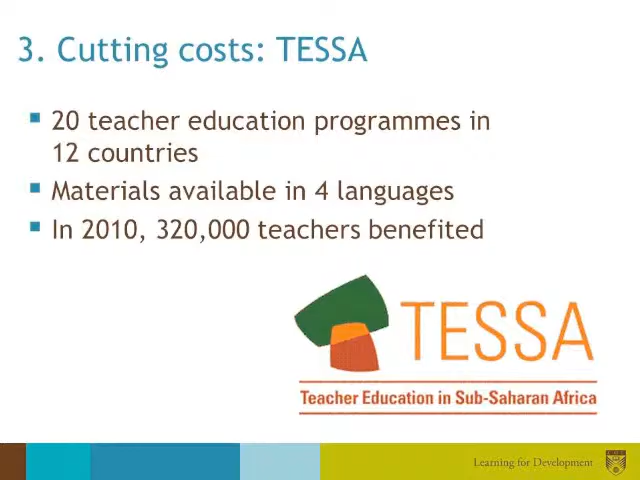 3. Cutting costs: TESSA
20 teacher education programmes in
12 countries
Materials available in 4 languages
In 2010, 320,000 teachers benefited
TESSA
Teacher Education in Sub-Saharan Africa
Learning for Development